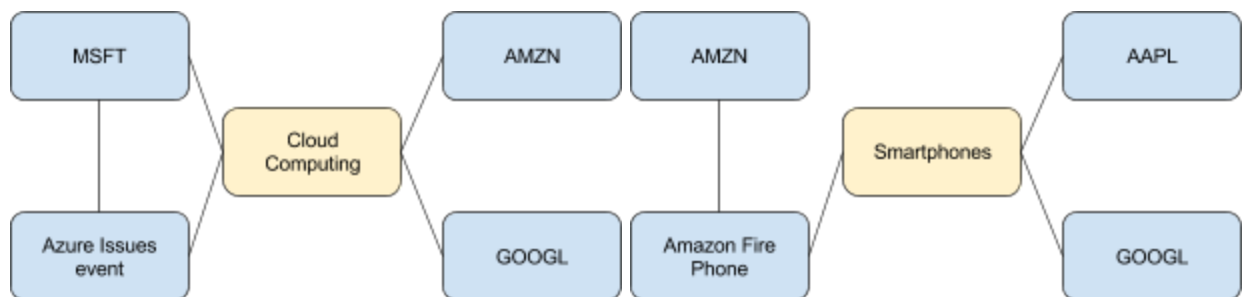 MSFT
AMZN
AMZN
AAPL
Cloud
Computing
Smartphones
Azure Issues
event
GOOGL
Amazon Fire
Phone
GOOGL